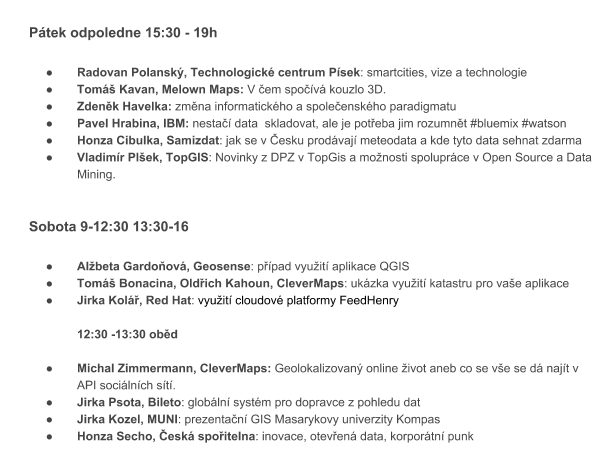 Pátek odpoledne 15:30 - 19h
● Radovan Polanský, Technologické centrum Písek: smartcities, vize a technologie
● Tomáš Kavan, Melown Maps: V čem spočívá kouzlo 3D.
● Zdeněk Havelka: změna informatického a společenského paradigmatu
● Pavel Hrabina, IBM: nestačí data  skladovat, ale je potřeba jim rozumnět #bluemix #watson
● Honza Cibulka, Samizdat: jak se v Česku prodávají meteodata a kde tyto data sehnat zdarma
● Vladimír Plšek, TopGIS: Novinky z DPZ v TopGis a možnosti spolupráce v Open Source a Data
Mining.
Sobota 9-12:30 13:30-16
● Alžbeta Gardoňová, Geosense: případ využití aplikace QGIS
● Tomáš Bonacina, Oldřich Kahoun, CleverMaps: ukázka využití katastru pro vaše aplikace
● Jirka Kolář, Red Hat: využití cloudové platformy FeedHenry
12:30 -13:30 oběd
● Michal Zimmermann, CleverMaps: Geolokalizovaný online život aneb co se vše se dá najít v
API sociálních sítí.
● Jirka Psota, Bileto: globální systém pro dopravce z pohledu dat
● Jirka Kozel, MUNI: prezentační GIS Masarykovy univerzity Kompas
● Honza Secho, Česká spořitelna: inovace, otevřená data, korporátní punk